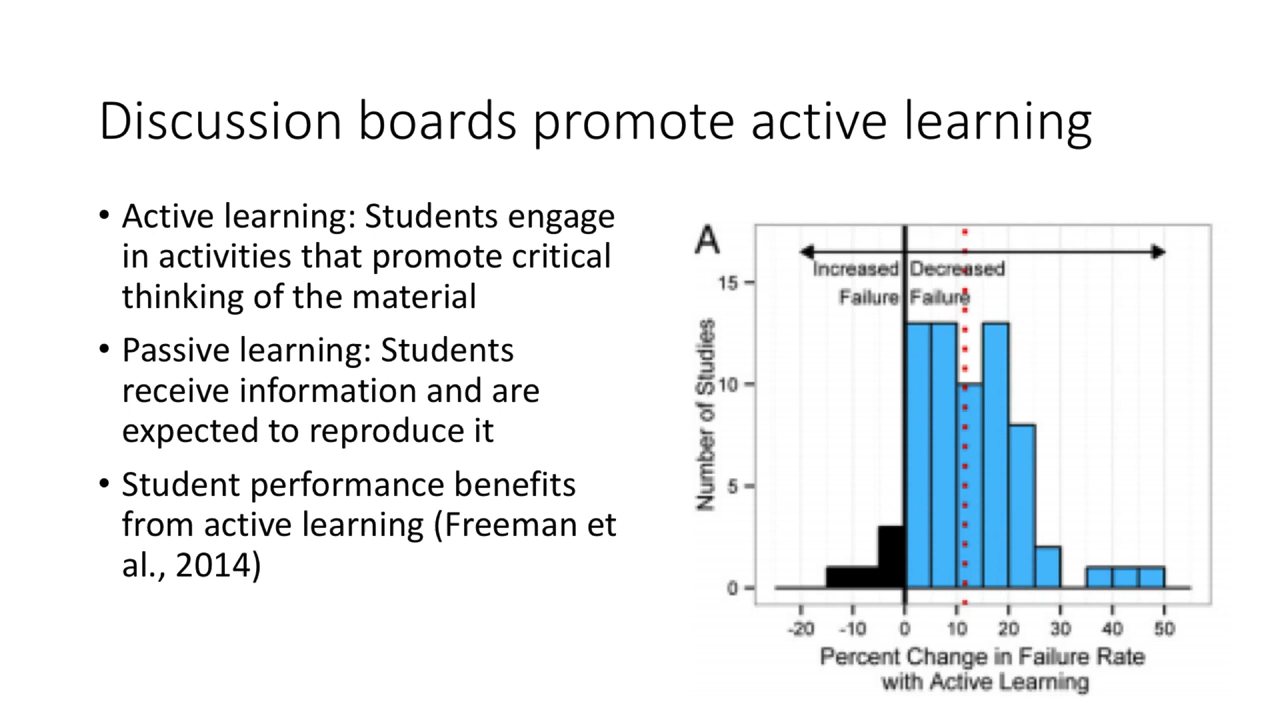 Discussion boards promote active learning
• Active learning: Students engage
in activities that promote critical
thinking of the material
• Passive learning: Students
receive information and are
expected to reproduce it
• Student performance benefits
from active learning (Freeman et
al., 2014)
A
Increased Decreased
Failure Failure
Number of Studies
15
10
5
0
-20 -10 0 10 20 30 40 50
Percent Change in Failure Rate
with Active Learning